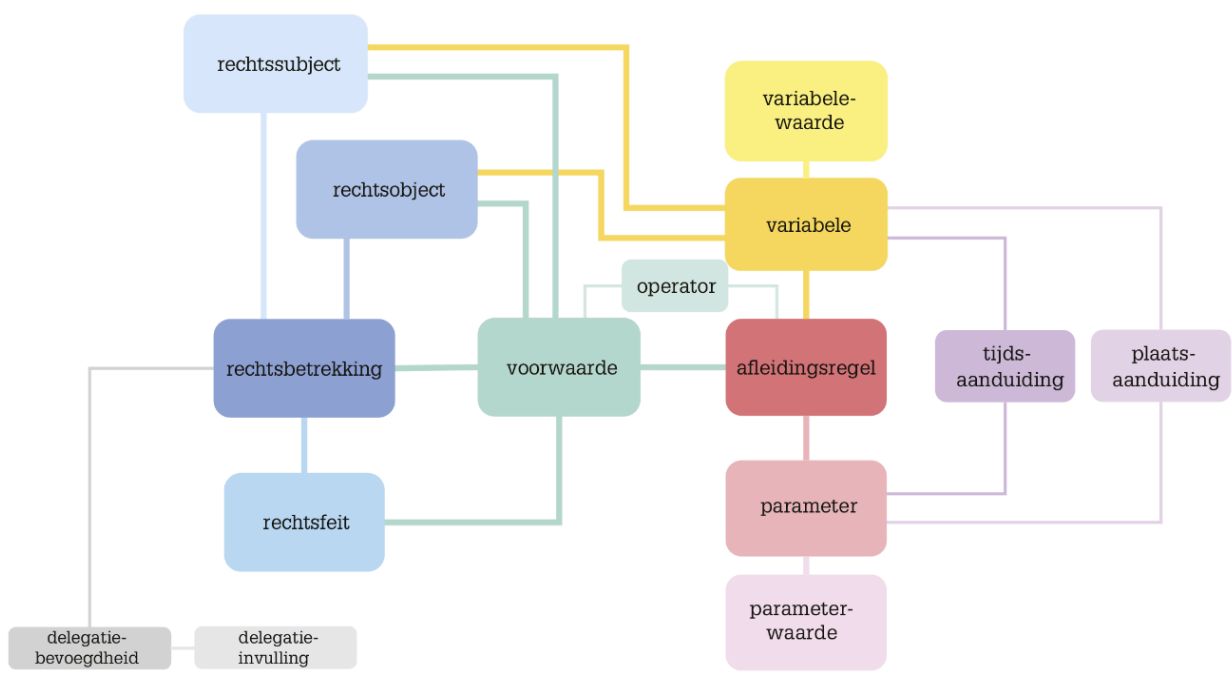 rechtssubject
variabele-
waarde
rechtsobject
variabele
operator
rechtsbetrekking
voorwaarde
afleidingsregel
tijds-
aanduiding
plaats-
aanduiding
rechtsfeit
parameter
parameter-
waarde
delegatie-
bevoegdheid
delegatie-
invulling